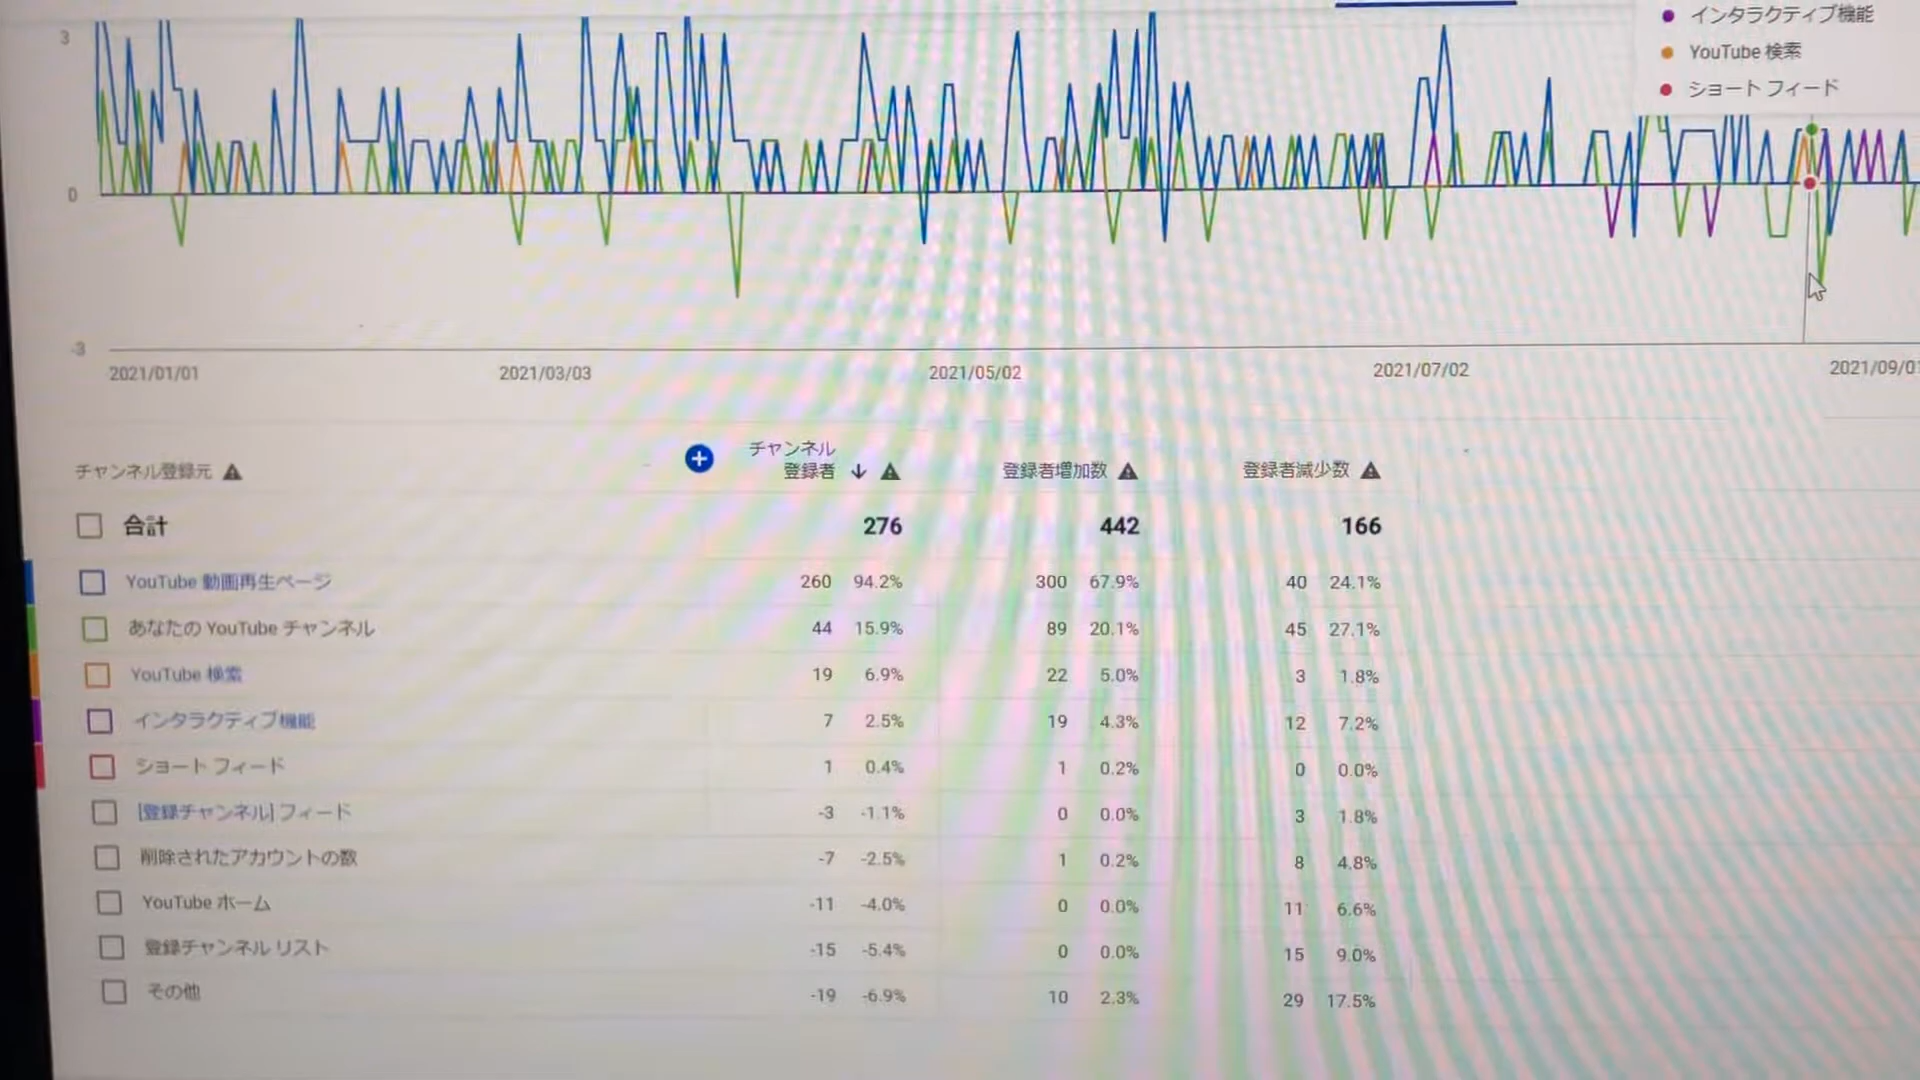 インタラクティブ機能
YouTube 検索
ショート フィード
3
0
-3
2021/01/01 2021/03/03 2021/05/02 2021/07/02 2021/09/01
チャンネル登録元 チャンネル 登録者 登録者増加数 登録者減少数
合計 276 442 166
YouTube 動画再生ページ 260 94.2% 300 67.9% 40 24.1%
あなたの YouTube チャンネル 44 15.9% 89 20.1% 45 27.1%
YouTube 検索 19 6.9% 22 5.0% 3 1.8%
インタラクティブ機能 7 2.5% 19 4.3% 12 7.2%
ショート フィード 1 0.4% 1 0.2% 0 0.0%
[登録チャンネル] フィード -3 -1.1% 0 0.0% 3 1.8%
削除されたアカウントの数 -7 -2.5% 1 0.2% 8 4.8%
YouTube ホーム -11 -4.0% 0 0.0% 11 6.6%
登録チャンネル リスト -15 -5.4% 0 0.0% 15 9.0%
その他 -19 -6.9% 10 2.3% 29 17.5%